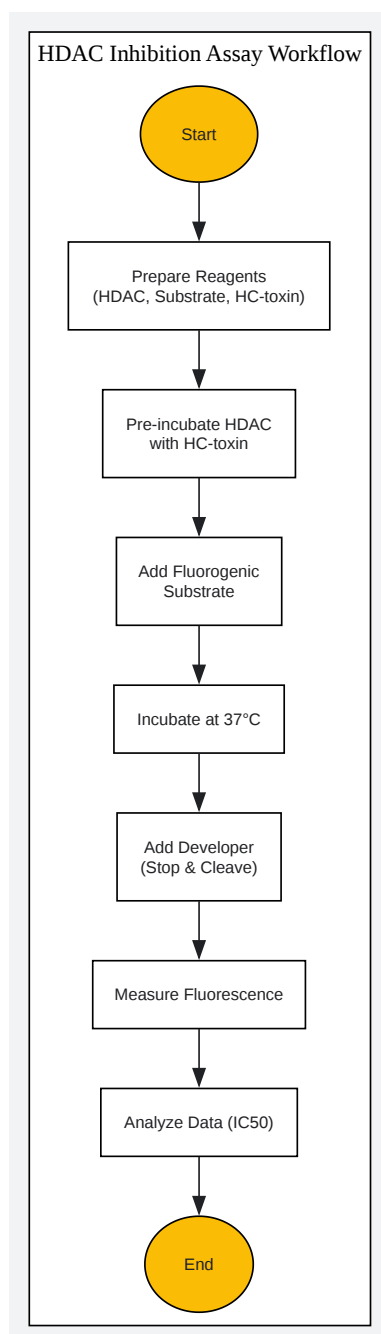 HDAC Inhibition Assay Workflow
Start
Prepare Reagents
(HDAC, Substrate, HC-toxin)
Pre-incubate HDAC
with HC-toxin
Add Fluorogenic
Substrate
Incubate at 37°C
Add Developer
(Stop & Cleave)
Measure Fluorescence
Analyze Data (IC50)
End